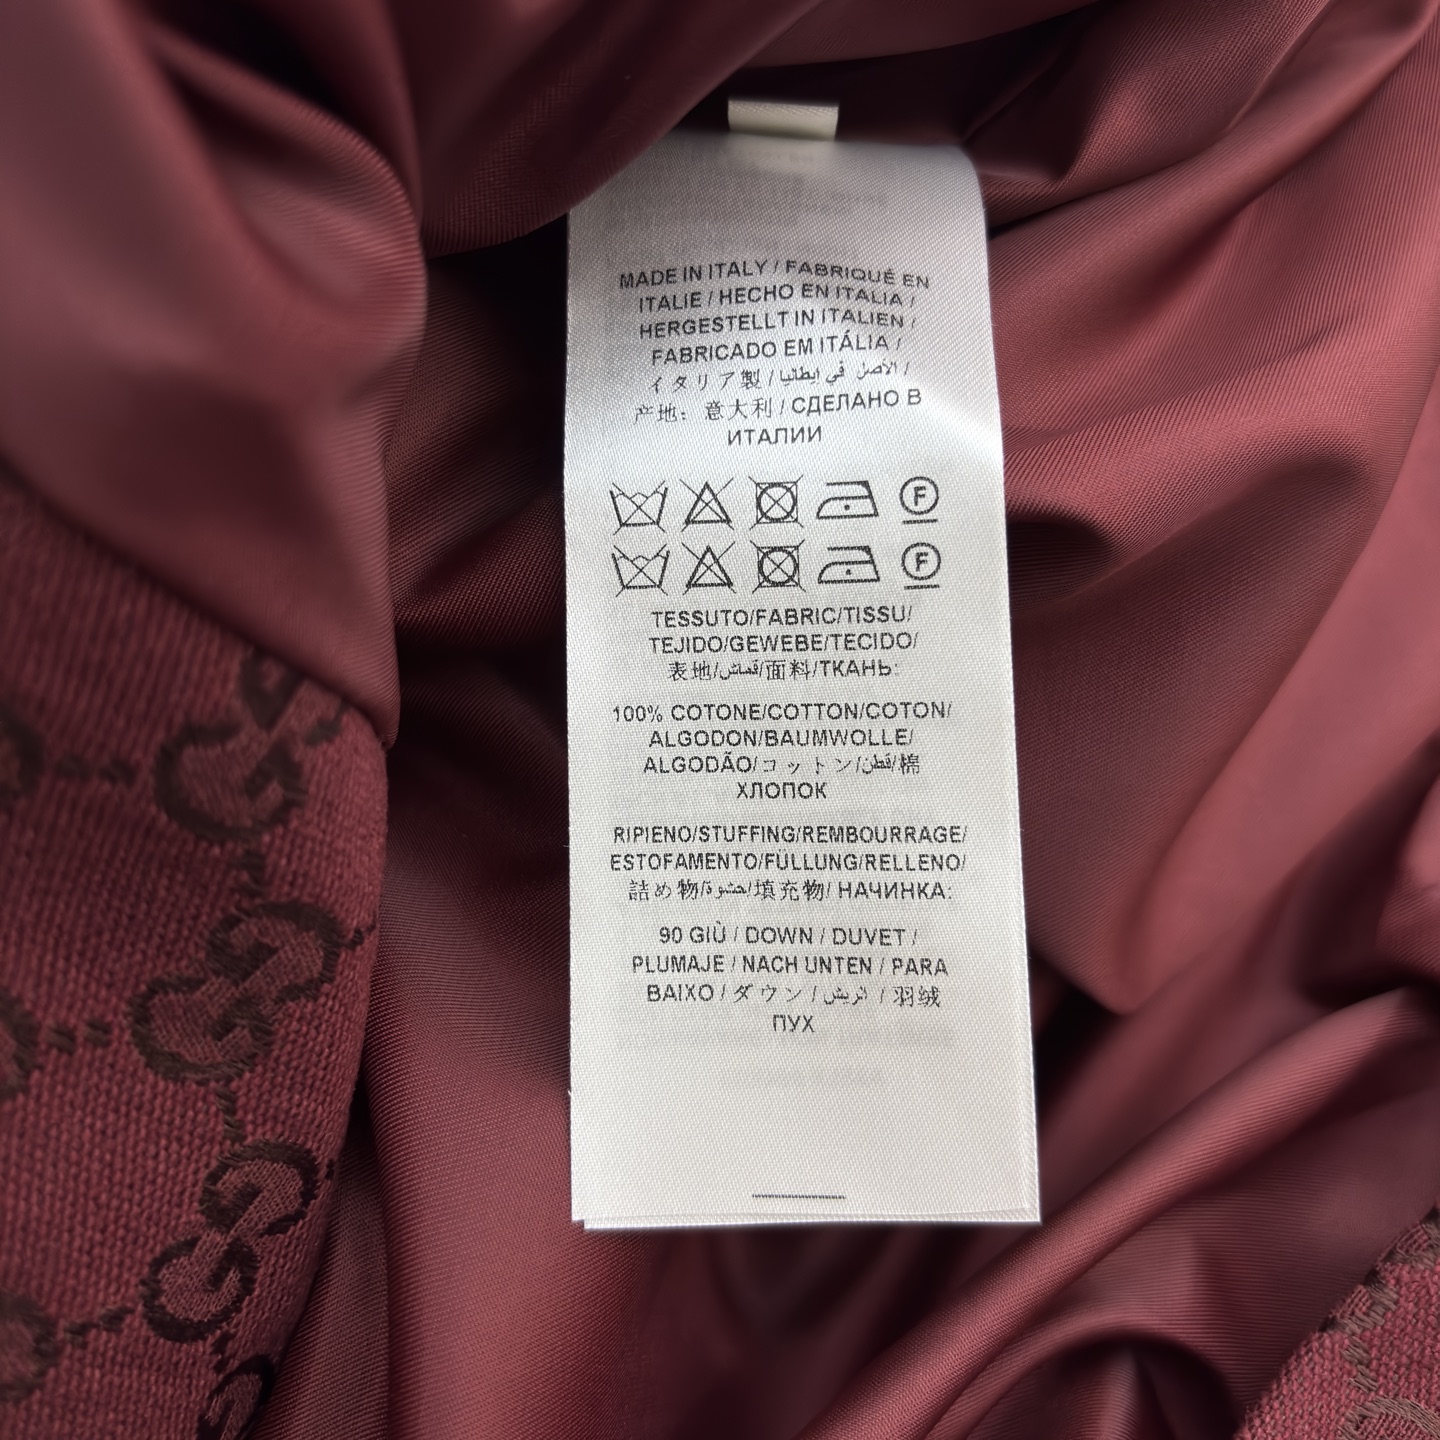 MADE IN ITALY / FABRIQUÉ EN
ITALIE / HECHO EN ITALIA /
HERGESTELLT IN ITALIEN /
FABRICADO EM ITÁLIA /
イタリア製 / الأصل في إيطاليا /
产地：意大利 / СДЕЛАНО В
ИТАЛИИ
F
F
TESSUTO/FABRIC/TISSU/
TEJIDO/GEWEBE/TECIDO/
表地/قماش/面料/ТКАНЬ:
100% COTONE/COTTON/COTON/
ALGODON/BAUMWOLLE/
ALGODÃO/コットン/قطن/棉
ХЛОПОК
RIPIENO/STUFFING/REMBOURRAGE/
ESTOFAMENTO/FÜLLUNG/RELLENO/
詰め物/حشوة/填充物/ НАЧИНКА:
90 GIÙ / DOWN / DUVET /
PLUMAJE / NACH UNTEN / PARA
BAIXO / ダウン / الريش / 羽绒
ПУХ